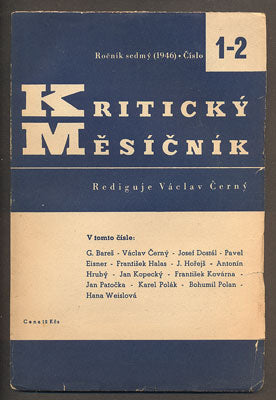 Ročník sedmý (1946) • Číslo 1-2
KRITICKÝ
MĚSÍČNÍK
Rediguje Václav Černý
V tomto čísle:
G. Bareš - Václav Černý - Josef Dostál - Pavel
Eisner - František Halas - J. Hořejš - Antonín
Hrubý - Jan Kopecký - František Kovárna -
Jan Patočka - Karel Polák - Bohumil Polan -
Hana Weislová
Cena 18 Kčs